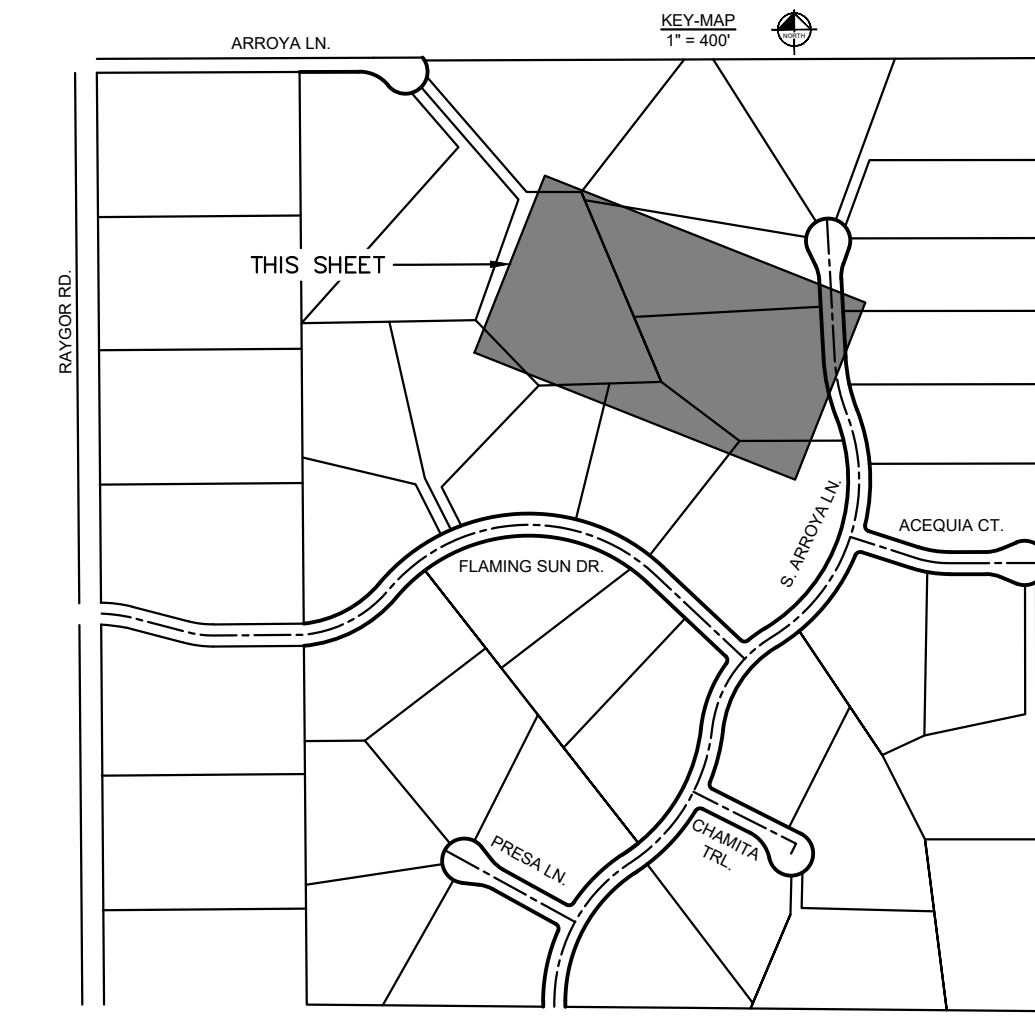 KEY-MAP
1" = 400'
NORTH
ARROYA LN.
THIS SHEET
RAYGOR RD.
S. ARROYA LN.
ACEQUIA CT.
FLAMING SUN DR.
CHAMITA
TRL.
PRESA LN.